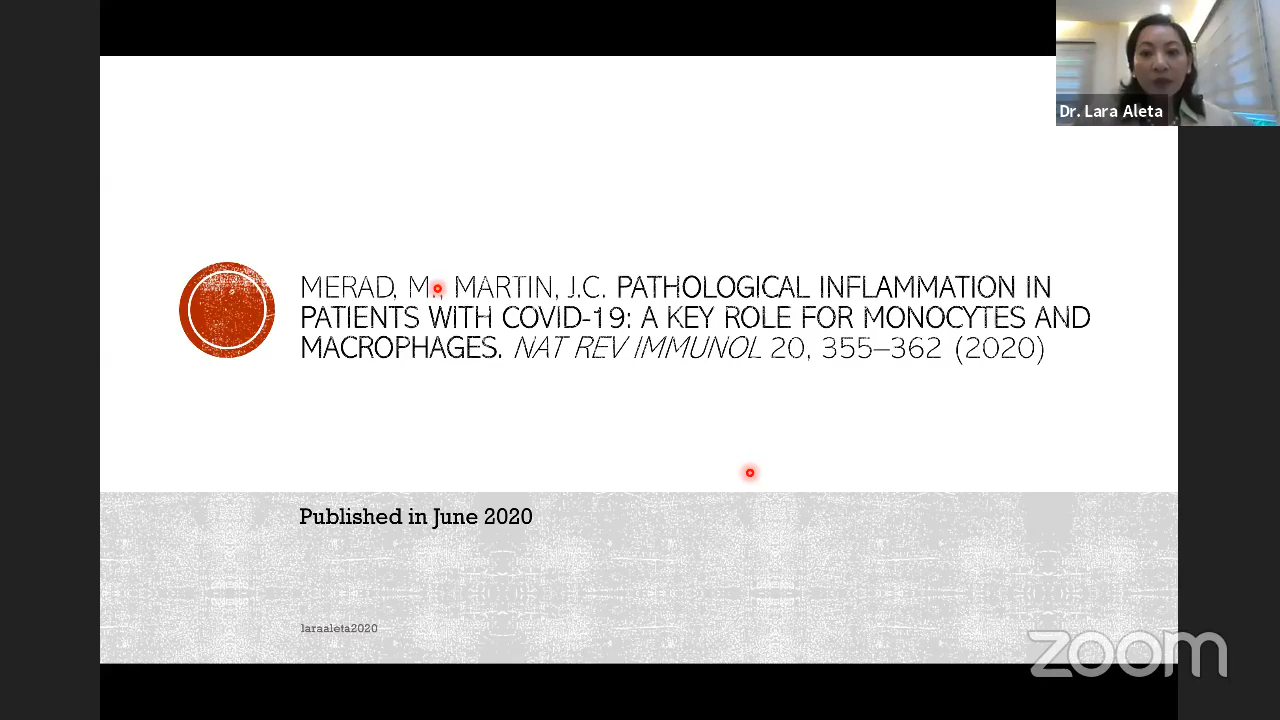 Dr. Lara Aleta
MERAD, M., MARTIN, J.C. PATHOLOGICAL INFLAMMATION IN
PATIENTS WITH COVID-19: A KEY ROLE FOR MONOCYTES AND
MACROPHAGES. NAT REV IMMUNOL 20, 355–362 (2020)
Published in June 2020
laraaleta2020
zoom